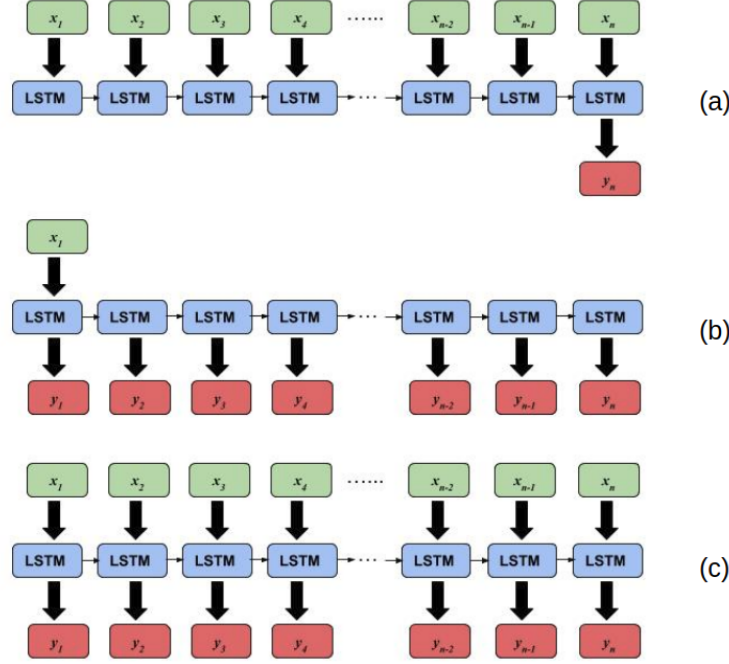 x1 x2 x3 x4 ······ xn-2 xn-1 xn
LSTM LSTM LSTM LSTM ··· LSTM LSTM LSTM (a)
yn
x1
LSTM LSTM LSTM LSTM ··· LSTM LSTM LSTM (b)
y1 y2 y3 y4 yn-2 yn-1 yn
x1 x2 x3 x4 ······ xn-2 xn-1 xn
LSTM LSTM LSTM LSTM ··· LSTM LSTM LSTM (c)
y1 y2 y3 y4 yn-2 yn-1 yn